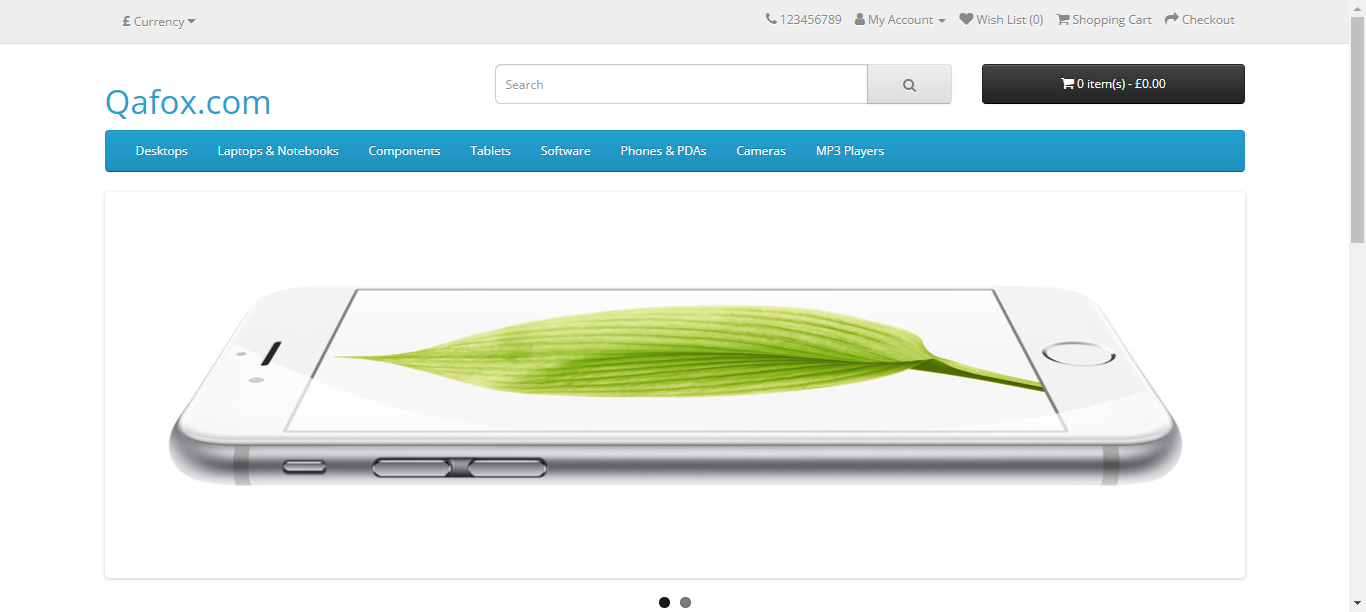 £ Currency
123456789 My Account Wish List (0) Shopping Cart Checkout
Qafox.com
Search
0 item(s) - £0.00
Desktops Laptops & Notebooks Components Tablets Software Phones & PDAs Cameras MP3 Players